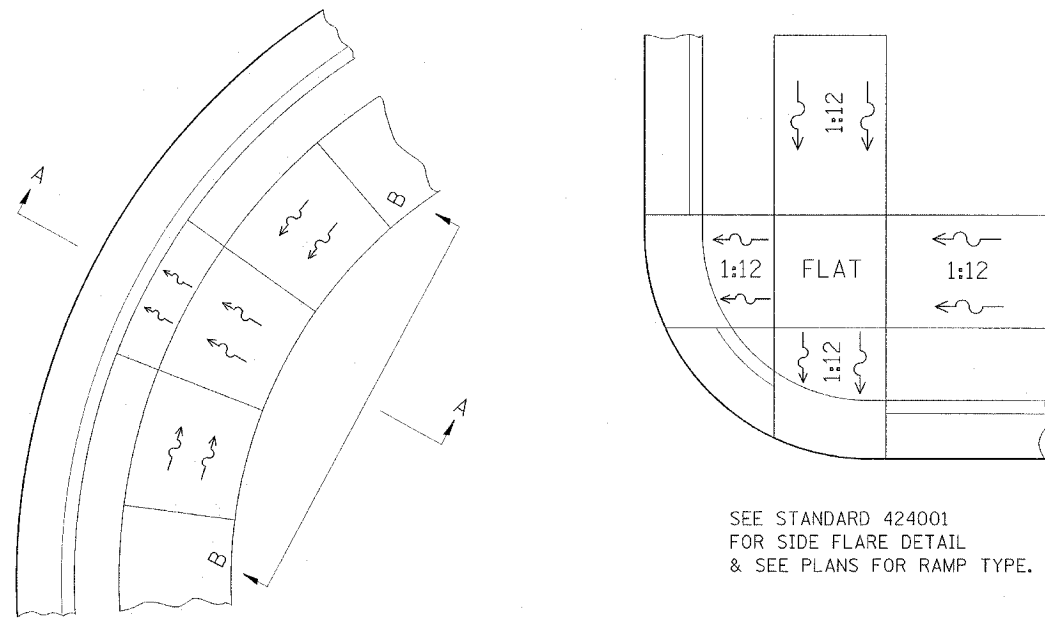 A
B
A
B
1:12
1:12
FLAT
1:12
1:12
SEE STANDARD 424001
FOR SIDE FLARE DETAIL
& SEE PLANS FOR RAMP TYPE.